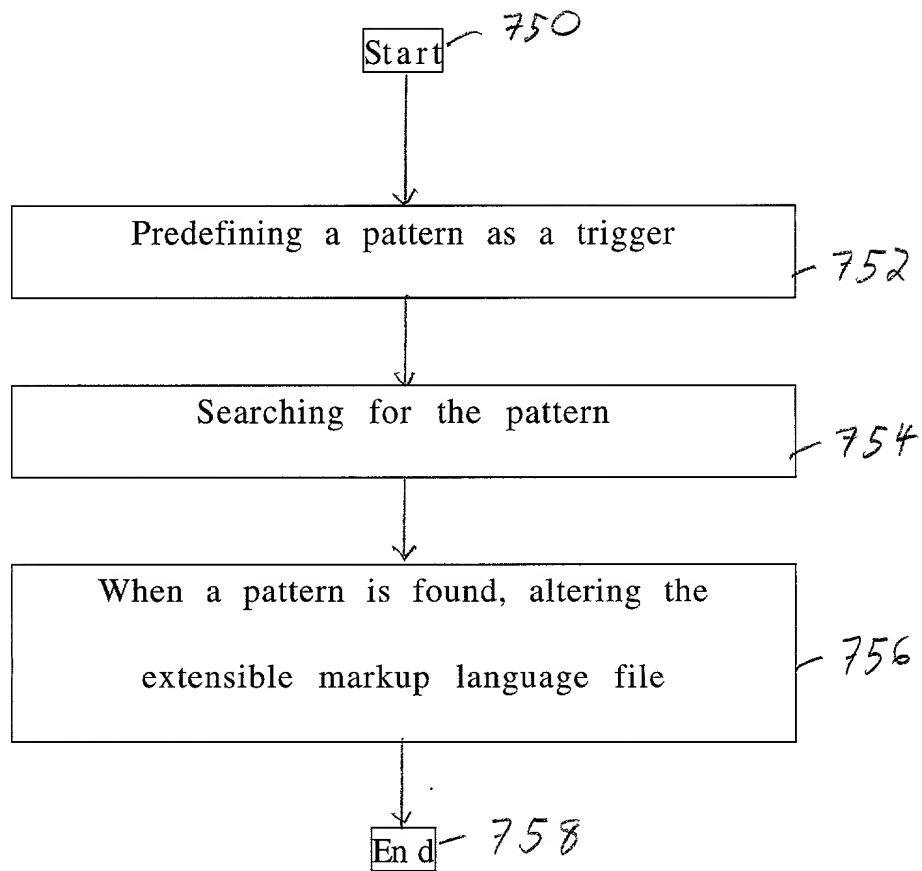 Start 750
Predefining a pattern as a trigger
752
Searching for the pattern
754
When a pattern is found, altering the
extensible markup language file
756
End 758